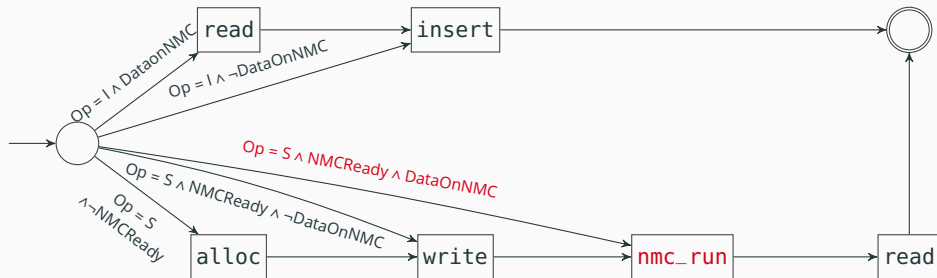 read
insert
Op = I ∧ DataonNMC
Op = I ∧ ¬DataOnNMC
Op = S ∧ NMCReady ∧ DataOnNMC
Op = S ∧ NMCReady ∧ ¬DataOnNMC
Op = S
∧¬NMCReady
alloc
write
nmc_run
read